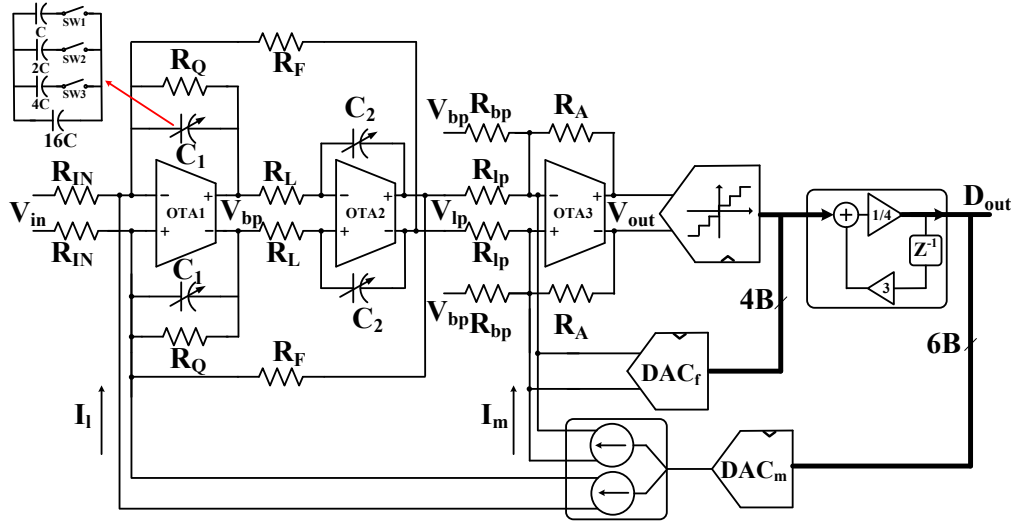 C
SW1
2C
SW2
4C
SW3
16C
R_Q
R_F
C_1
C_2
V_bp R_bp
R_A
R_IN
R_L
R_lp
V_in
OTA1
V_bp
OTA2
V_lp
OTA3
V_out
D_out
− +
+ −
− +
+ −
− +
+ −
+
1/4
Z^-1
3
R_IN
R_L
R_lp
C_1
C_2
R_Q
V_bp R_bp
R_A
4B
6B
R_F
DAC_f
I_l
I_m
DAC_m